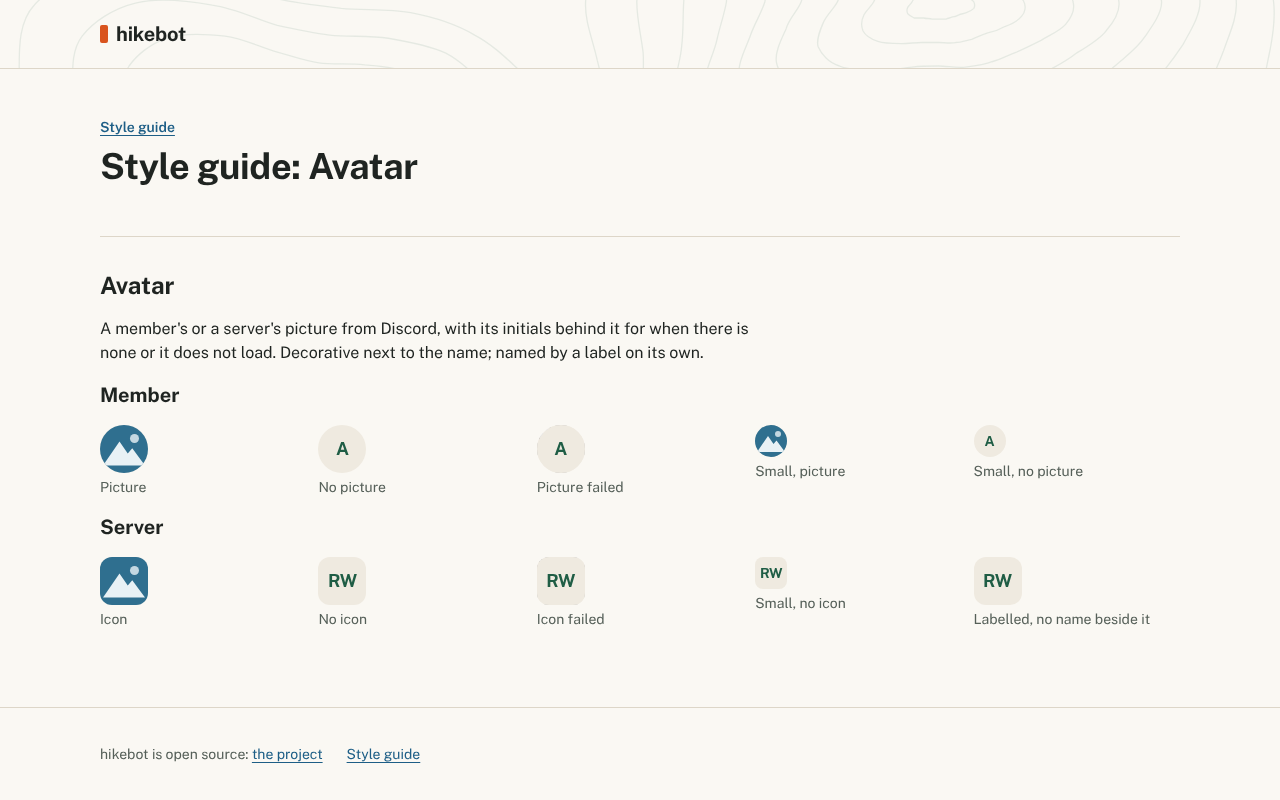 hikebot
Style guide
Style guide: Avatar
Avatar
A member's or a server's picture from Discord, with its initials behind it for when there is
none or it does not load. Decorative next to the name; named by a label on its own.
Member
A
A
A
Picture
No picture
Picture failed
Small, picture
Small, no picture
Server
RW
RW
RW
RW
Icon
No icon
Icon failed
Small, no icon
Labelled, no name beside it
hikebot is open source: the project
Style guide